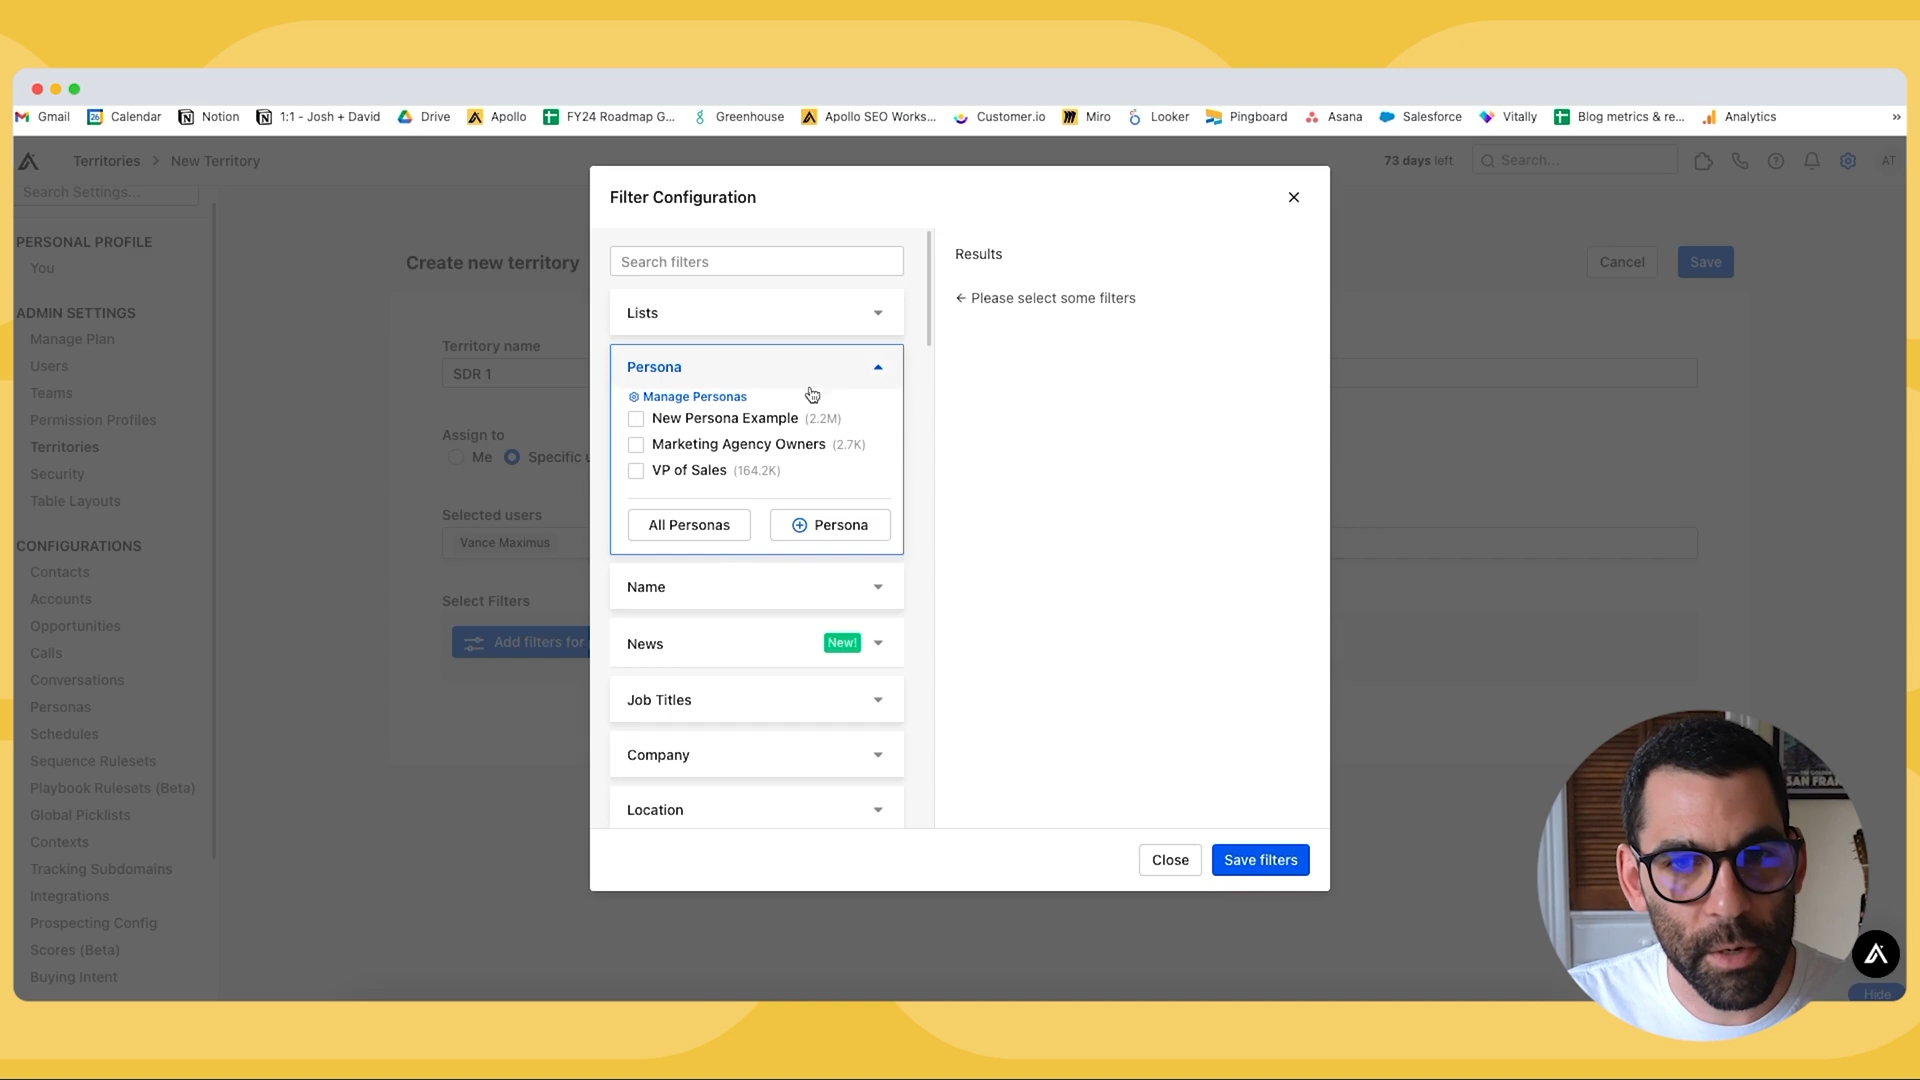 Gmail
Calendar
Notion
1:1 - Josh + David
Drive
Apollo
FY24 Roadmap G...
Greenhouse
Apollo SEO Works...
Customer.io
Miro
Looker
Pingboard
Asana
Salesforce
Vitally
Blog metrics & re...
Analytics
»
Territories > New Territory
73 days left
Search...
AT
Search Settings...
PERSONAL PROFILE
You
ADMIN SETTINGS
Manage Plan
Users
Teams
Permission Profiles
Territories
Security
Table Layouts
CONFIGURATIONS
Contacts
Accounts
Opportunities
Calls
Conversations
Personas
Schedules
Sequence Rulesets
Playbook Rulesets (Beta)
Global Picklists
Contexts
Tracking Subdomains
Integrations
Prospecting Config
Scores (Beta)
Buying Intent
Create new territory
Cancel
Save
Territory name
SDR 1
Assign to
Me
Specific
Selected users
Vance Maximus
Select Filters
Add filters for
Filter Configuration
Search filters
Lists
Persona
Manage Personas
New Persona Example (2.2M)
Marketing Agency Owners (2.7K)
VP of Sales (164.2K)
All Personas
Persona
Name
News
New!
Job Titles
Company
Location
Results
← Please select some filters
Close
Save filters
SAN FRAN
Hide